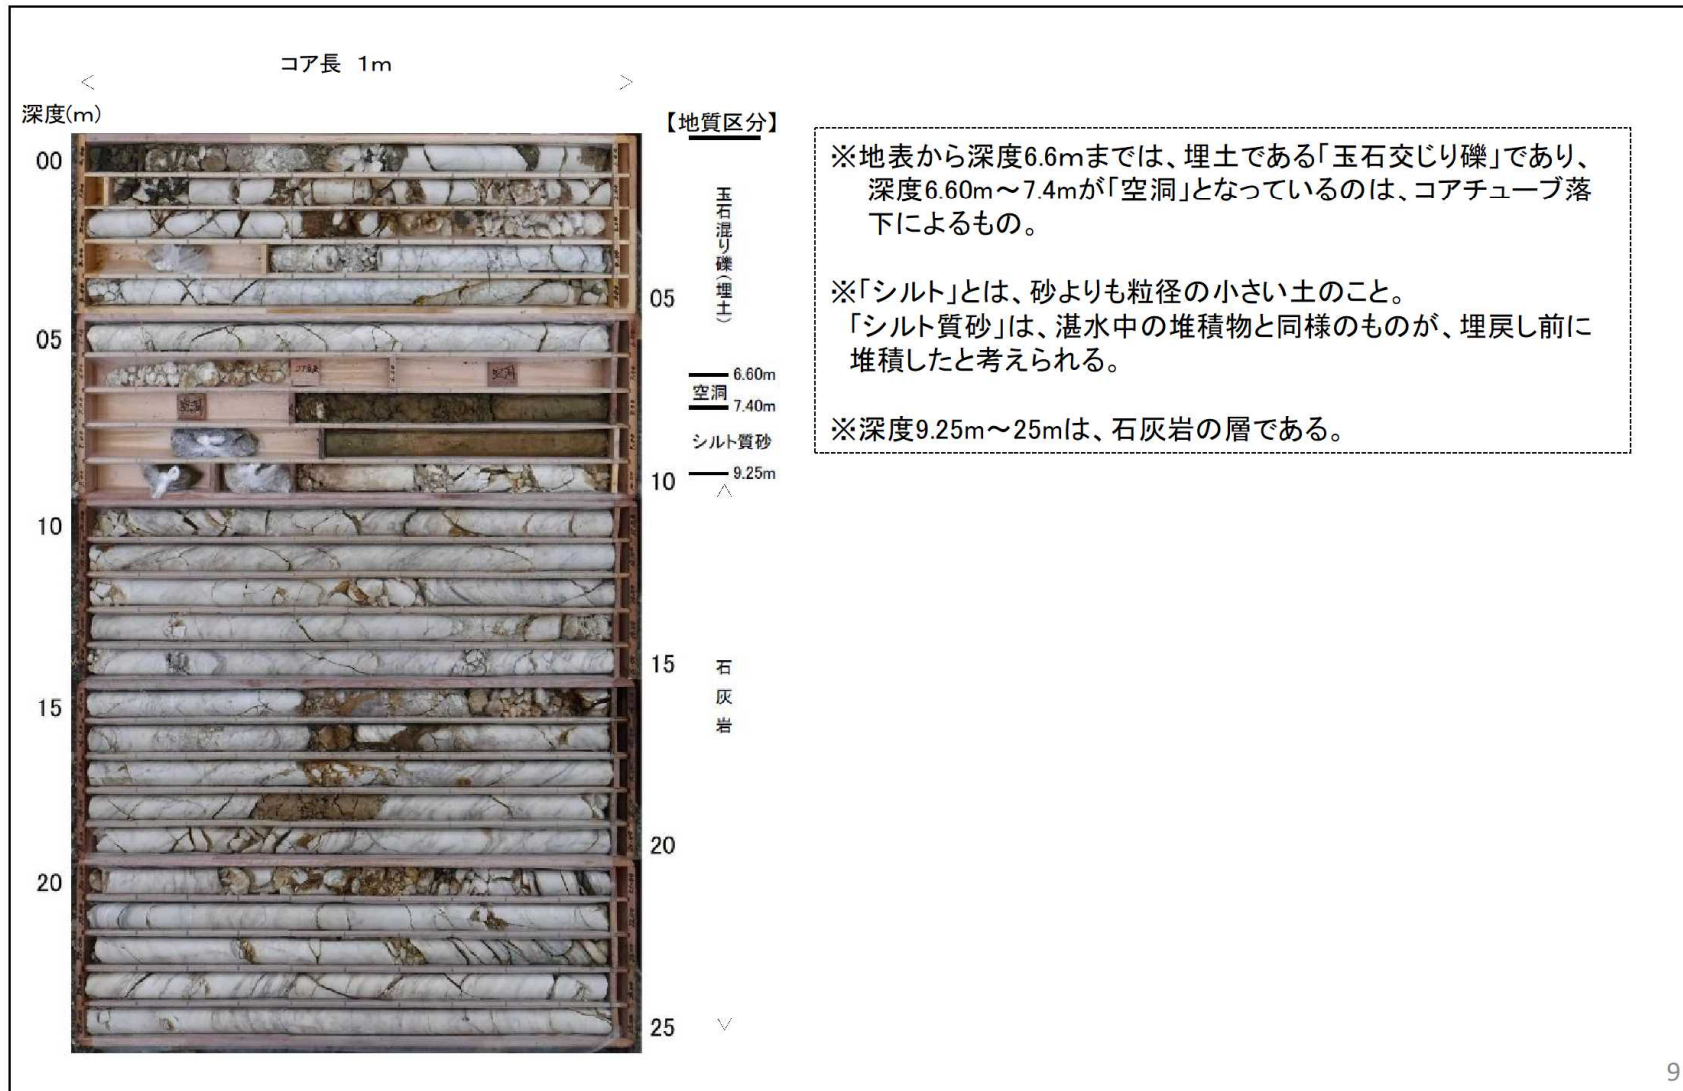 コア長　1m
深度(m)
【地質区分】
00
05
10
15
20
05
10
15
20
25
玉石混り礫(埋土)
6.60m
空洞
7.40m
シルト質砂
9.25m
石灰岩
※地表から深度6.6mまでは、埋土である「玉石交じり礫」であり、
深度6.60m～7.4mが「空洞」となっているのは、コアチューブ落
下によるもの。
※「シルト」とは、砂よりも粒径の小さい土のこと。
「シルト質砂」は、湛水中の堆積物と同様のものが、埋戻し前に
堆積したと考えられる。
※深度9.25m～25mは、石灰岩の層である。
9